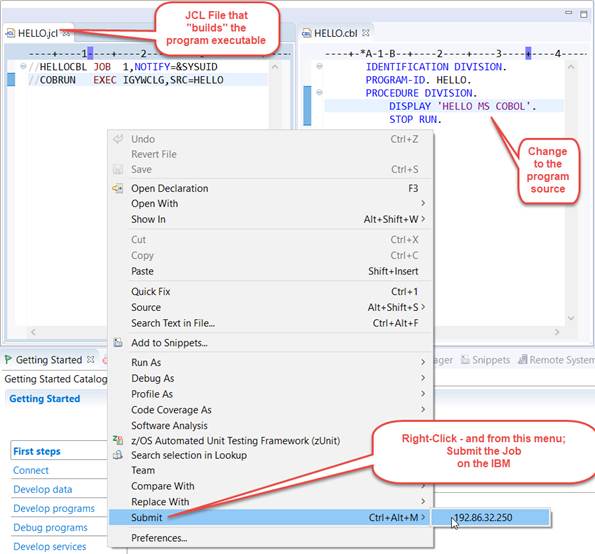 JCL File that
"builds" the
program executable
HELLO.jcl
----+----1----+----2
//HELLOCBL JOB 1,NOTIFY=&SYSUID
//COBRUN EXEC IGYWCLG,SRC=HELLO
HELLO.cbl
----+-*A-1-B--+----2----+----3----+----4
IDENTIFICATION DIVISION.
PROGRAM-ID. HELLO.
PROCEDURE DIVISION.
DISPLAY 'HELLO MS COBOL'.
STOP RUN.
Change
to the
program
source
Undo Ctrl+Z
Revert File
Save Ctrl+S
Open Declaration F3
Open With
Show In Alt+Shift+W
Cut Ctrl+X
Copy Ctrl+C
Paste Shift+Insert
Quick Fix Ctrl+1
Source Alt+Shift+S
Search Text in File... Ctrl+Alt+F
Add to Snippets...
Run As
Debug As
Profile As
Code Coverage As
Software Analysis
z/OS Automated Unit Testing Framework (zUnit)
Search selection in Lookup
Team
Compare With
Replace With
Submit Ctrl+Alt+M
192.86.32.250
Preferences...
Right-Click - and from this menu;
Submit the Job
on the IBM
Getting Started
Snippets
Remote System
Getting Started Catalog
Getting Started
First steps
Connect
Develop data
Develop programs
Debug programs
Develop services